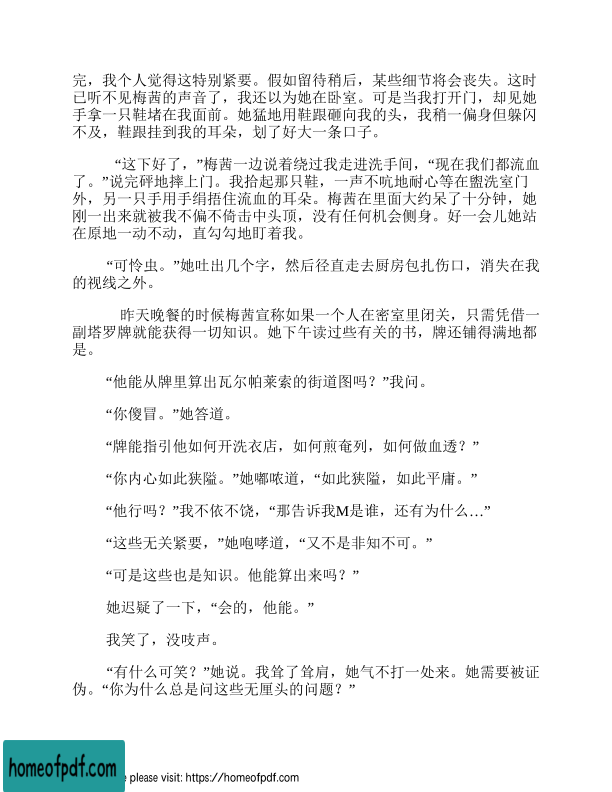 完，我个人觉得这特别紧要。假如留待稍后，某些细节将会丧失。这时
已听不见梅茜的声音了，我还以为她在卧室。可是当我打开门，却见她
手拿一只鞋堵在我面前。她猛地用鞋跟砸向我的头，我稍一偏身但躲闪
不及，鞋跟挂到我的耳朵，划了好大一条口子。
“这下好了，”梅茜一边说着绕过我走进洗手间，“现在我们都流血
了。”说完砰地摔上门。我拾起那只鞋，一声不吭地耐心等在盥洗室门
外，另一只手用手绢捂住流血的耳朵。梅茜在里面大约呆了十分钟，她
刚一出来就被我不偏不倚击中头顶，没有任何机会侧身。好一会儿她站
在原地一动不动，直勾勾地盯着我。
“可怜虫。”她吐出几个字，然后径直走去厨房包扎伤口，消失在我
的视线之外。
昨天晚餐的时候梅茜宣称如果一个人在密室里闭关，只需凭借一
副塔罗牌就能获得一切知识。她下午读过些有关的书，牌还铺得满地都
是。
“他能从牌里算出瓦尔帕莱索的街道图吗？”我问。
“你傻冒。”她答道。
“牌能指引他如何开洗衣店，如何煎奄列，如何做血透？”
“你内心如此狭隘。”她嘟哝道，“如此狭隘，如此平庸。”
“他行吗？”我不依不饶，“那告诉我M是谁，还有为什么…”
“这些无关紧要，”她咆哮道，“又不是非知不可。”
“可是这些也是知识。他能算出来吗？”
她迟疑了一下，“会的，他能。”
我笑了，没吱声。
“有什么可笑？”她说。我耸了耸肩，她气不打一处来。她需要被证
伪。“你为什么总是问这些无厘头的问题？”
homeofpdf.com
e please visit: https://homeofpdf.com